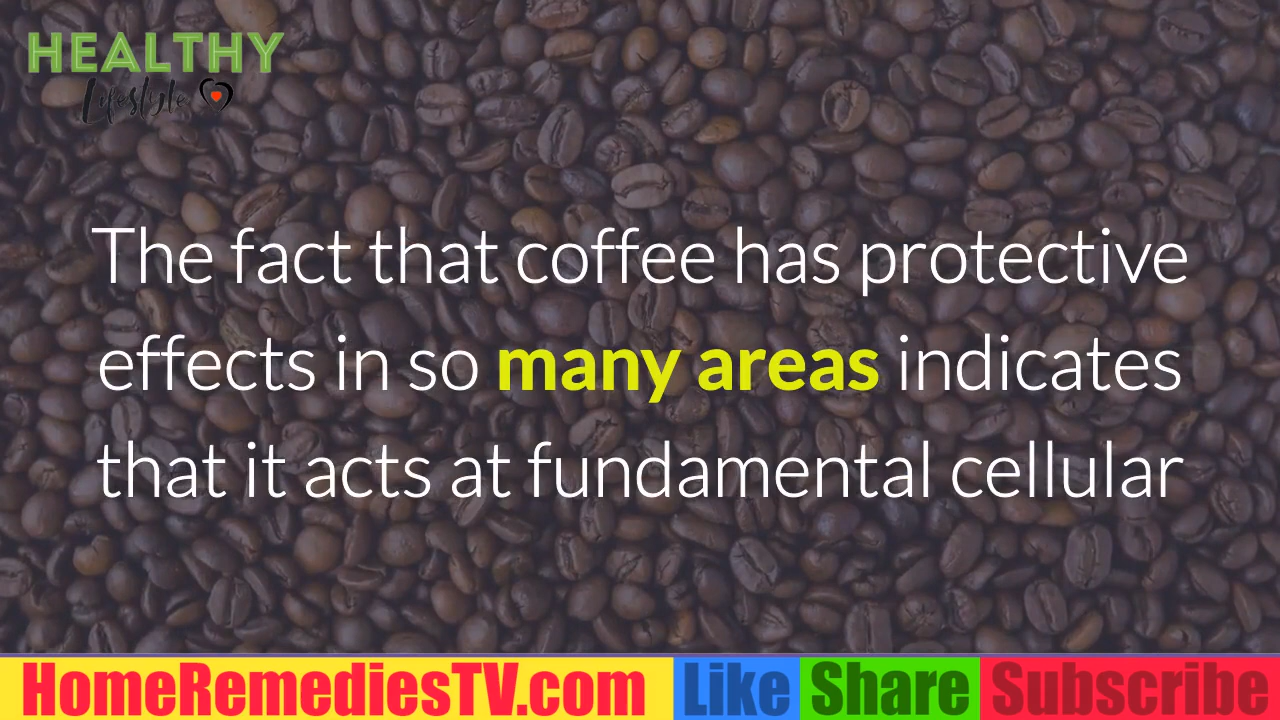 HEALTHY
Lifestyle
The fact that coffee has protective
effects in so many areas indicates
that it acts at fundamental cellular
HomeRemediesTV.com Like Share Subscribe